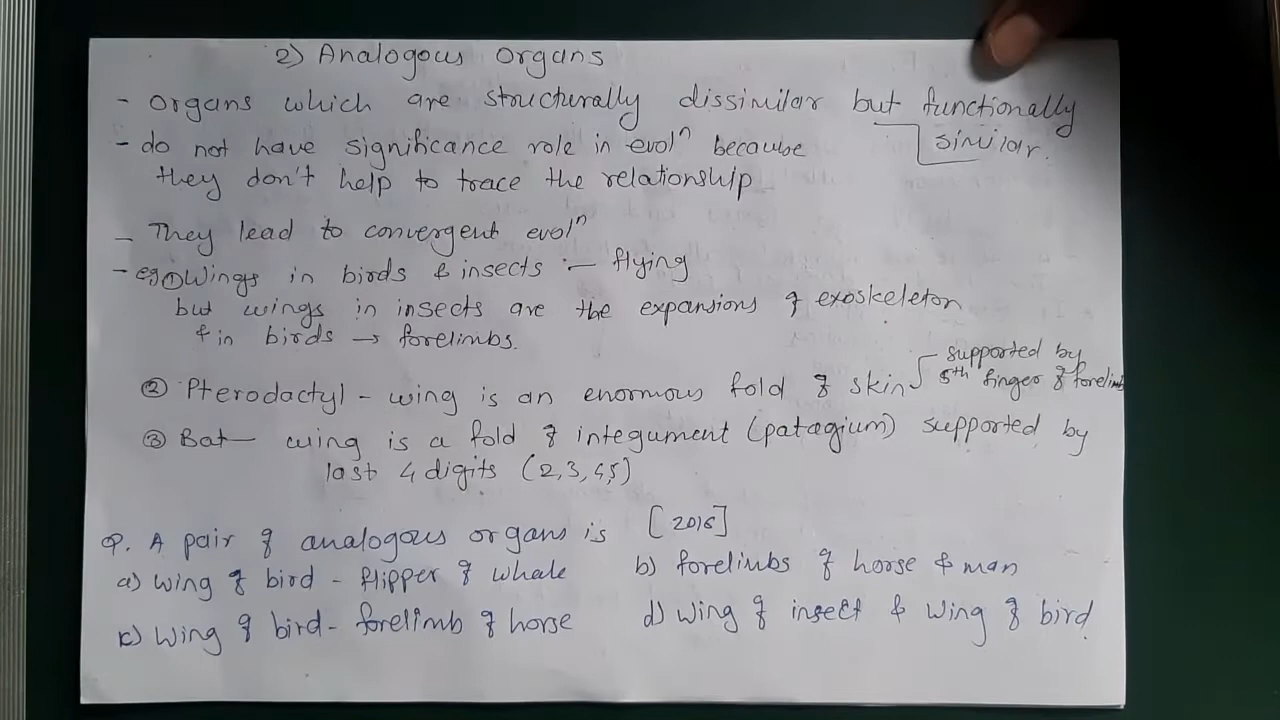 2) Analogous organs
- organs which are structurally dissimilar but functionally
similar.
- do not have significance role in evolⁿ because
they don't help to trace the relationship
- They lead to convergent evolⁿ
- eg ① Wings in birds & insects :- flying
but wings in insects are the expansions of exoskeleton
& in birds → forelimbs.
② Pterodactyl - wing is an enormous fold of skin
supported by
5th finger of forelimb
③ Bat - wing is a fold of integument (patagium) supported by
last 4 digits (2,3,4,5)
Q. A pair of analogous organs is [2016]
a) wing of bird - flipper of whale b) forelimbs of horse & man
c) Wing of bird - forelimb of horse d) Wing of insect & Wing of bird.